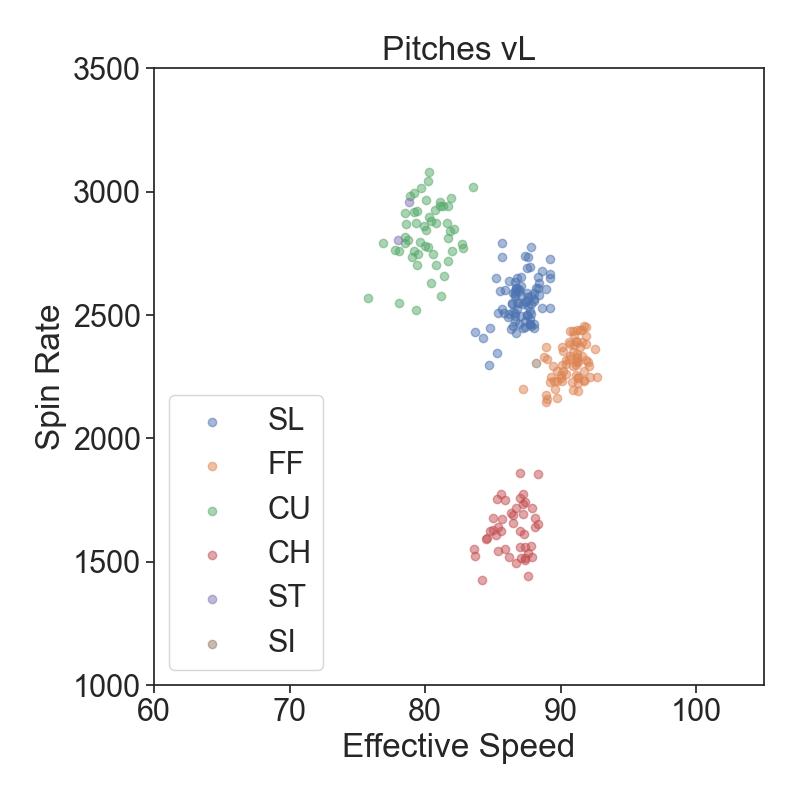 Pitches vL
3500
3000
2500
2000
1500
1000
Spin Rate
SL
FF
CU
CH
ST
SI
60
70
80
90
100
Effective Speed